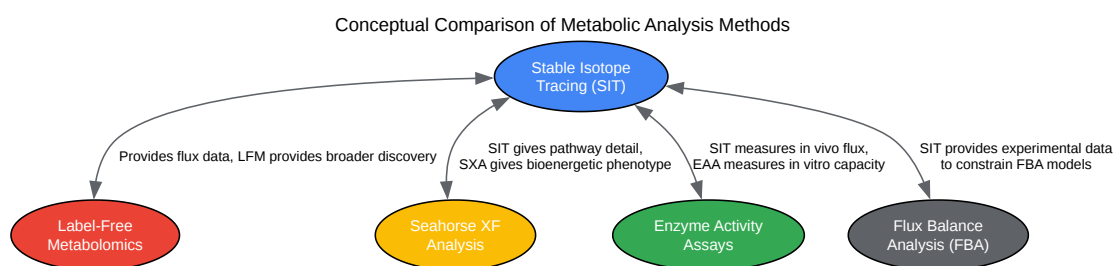 Conceptual Comparison of Metabolic Analysis Methods
Stable Isotope
Tracing (SIT)
Provides flux data, LFM provides broader discovery
SIT gives pathway detail,
SXA gives bioenergetic phenotype
SIT measures in vivo flux,
EAA measures in vitro capacity
SIT provides experimental data
to constrain FBA models
Label-Free
Metabolomics
Seahorse XF
Analysis
Enzyme Activity
Assays
Flux Balance
Analysis (FBA)